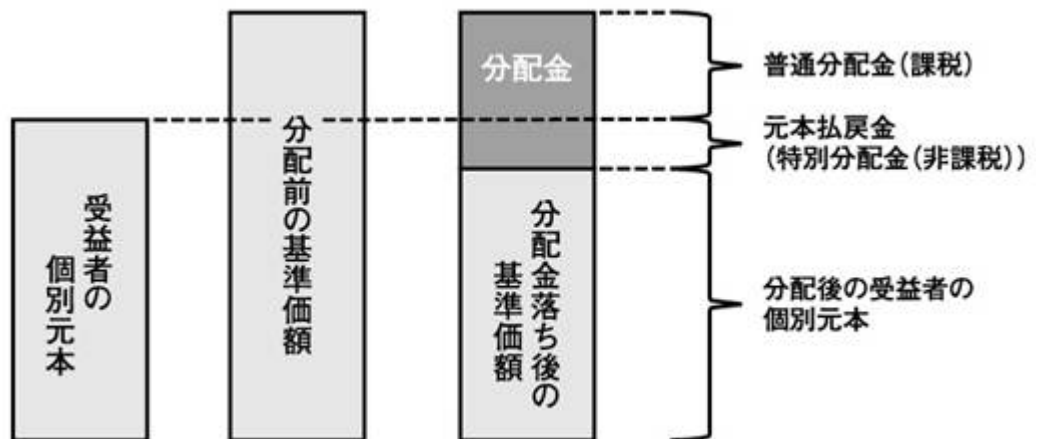 受益者の
個別元本
分配前の基準価額
分配金
分配金落ち後の
基準価額
普通分配金(課税)
元本払戻金
(特別分配金(非課税))
分配後の受益者の
個別元本